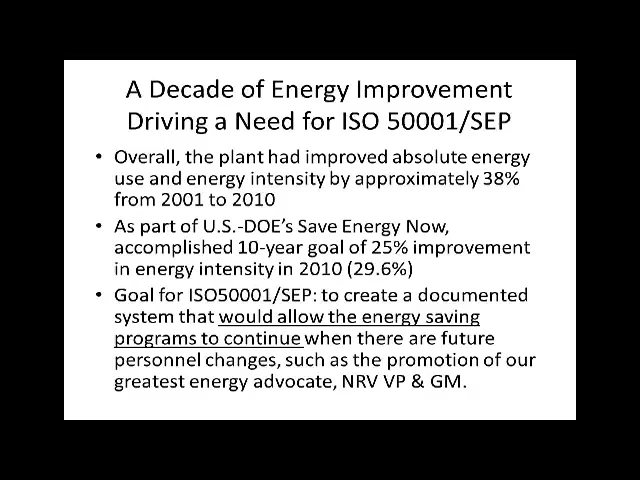 A Decade of Energy Improvement
Driving a Need for ISO 50001/SEP
• Overall, the plant had improved absolute energy
use and energy intensity by approximately 38%
from 2001 to 2010
• As part of U.S.-DOE's Save Energy Now,
accomplished 10-year goal of 25% improvement
in energy intensity in 2010 (29.6%)
• Goal for ISO50001/SEP: to create a documented
system that would allow the energy saving
programs to continue when there are future
personnel changes, such as the promotion of our
greatest energy advocate, NRV VP & GM.